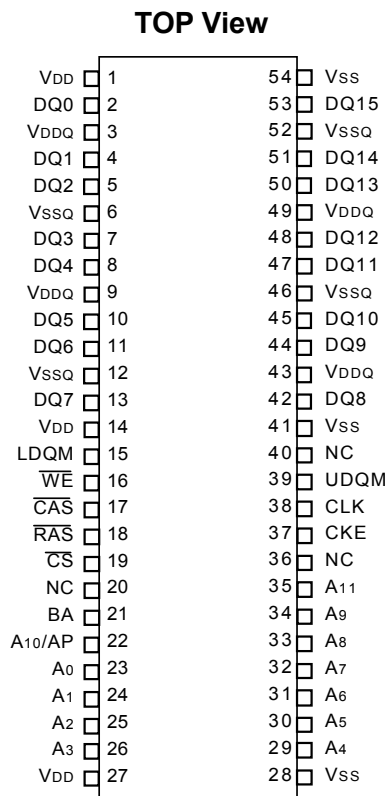 TOP View
VDD 1 54 VSS
DQ0 2 53 DQ15
VDDQ 3 52 VSSQ
DQ1 4 51 DQ14
DQ2 5 50 DQ13
VSSQ 6 49 VDDQ
DQ3 7 48 DQ12
DQ4 8 47 DQ11
VDDQ 9 46 VSSQ
DQ5 10 45 DQ10
DQ6 11 44 DQ9
VSSQ 12 43 VDDQ
DQ7 13 42 DQ8
VDD 14 41 VSS
LDQM 15 40 NC
W̅E̅ 16 39 UDQM
C̅A̅S̅ 17 38 CLK
R̅A̅S̅ 18 37 CKE
C̅S̅ 19 36 NC
NC 20 35 A11
BA 21 34 A9
A10/AP 22 33 A8
A0 23 32 A7
A1 24 31 A6
A2 25 30 A5
A3 26 29 A4
VDD 27 28 VSS